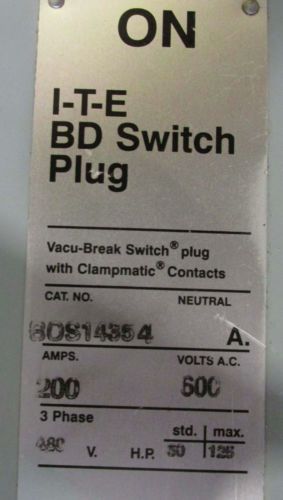 ON
I-T-E
BD Switch
Plug
Vacu-Break Switch® plug
with Clampmatic® Contacts
CAT. NO. NEUTRAL
BOS14354 A.
AMPS. VOLTS A.C.
200 600
3 Phase std. max.
480 V. H.P. 50 125